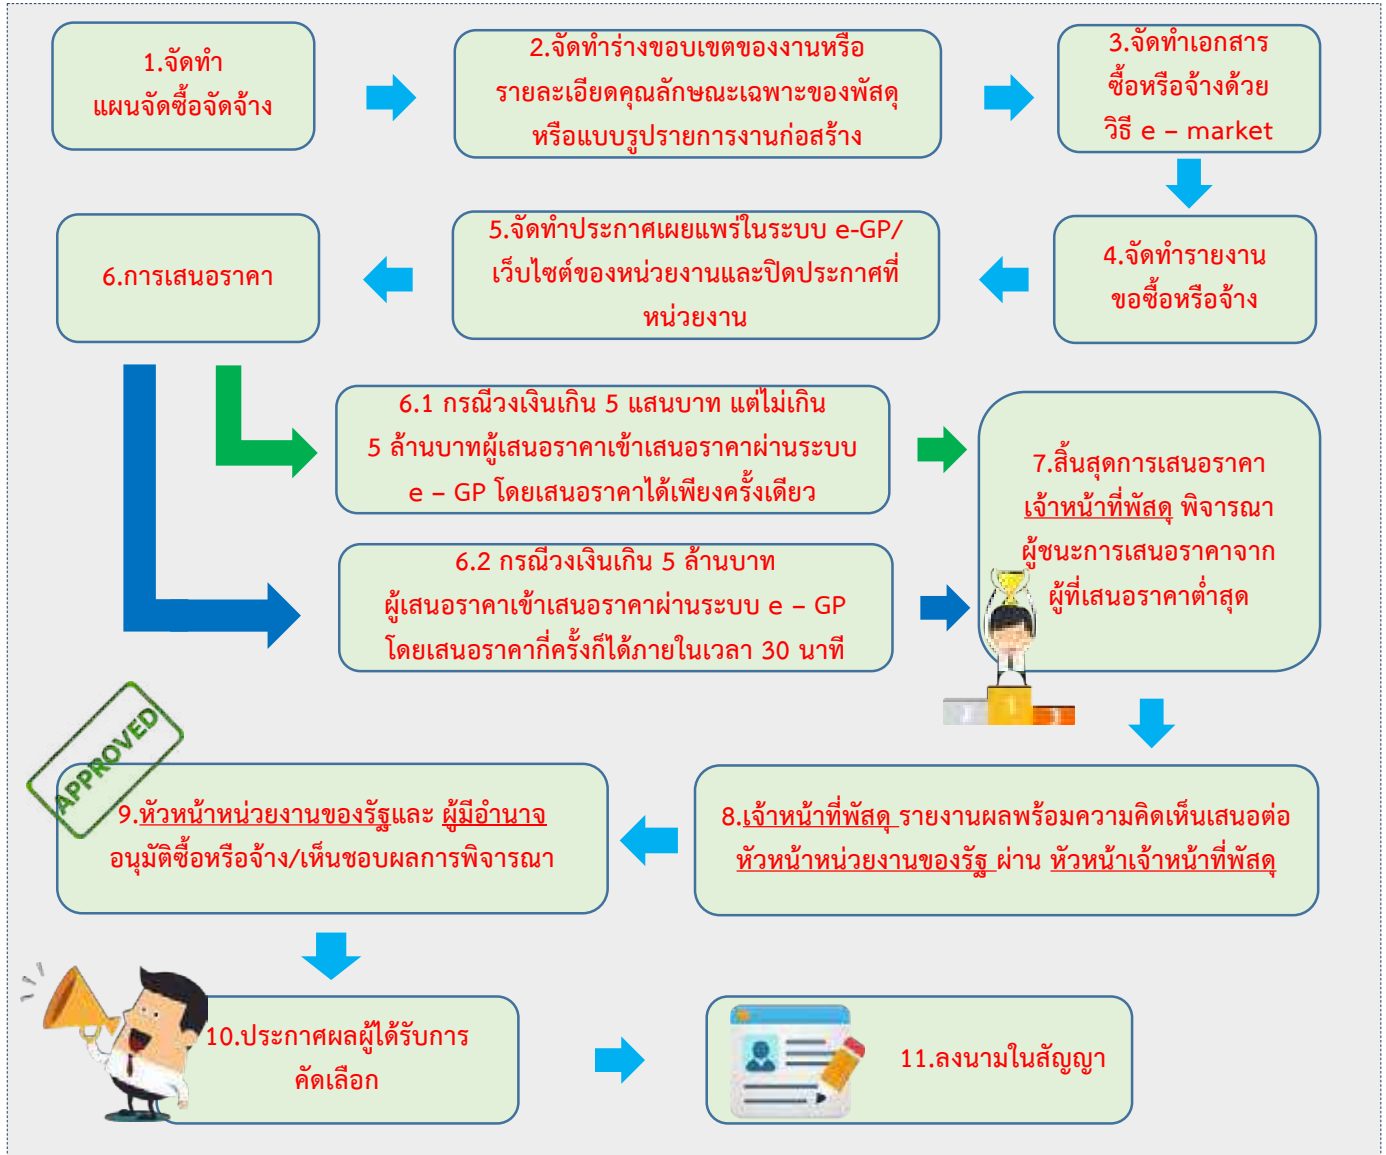 1.จัดทำ
แผนจัดซื้อจัดจ้าง
2.จัดทำร่างขอบเขตของงานหรือ
รายละเอียดคุณลักษณะเฉพาะของพัสดุ
หรือแบบรูปรายการงานก่อสร้าง
3.จัดทำเอกสาร
ซื้อหรือจ้างด้วย
วิธี e – market
4.จัดทำรายงาน
ขอซื้อหรือจ้าง
5.จัดทำประกาศเผยแพร่ในระบบ e-GP/
เว็บไซต์ของหน่วยงานและปิดประกาศที่
หน่วยงาน
6.การเสนอราคา
6.1 กรณีวงเงินเกิน 5 แสนบาท แต่ไม่เกิน
5 ล้านบาทผู้เสนอราคาเข้าเสนอราคาผ่านระบบ
e – GP โดยเสนอราคาได้เพียงครั้งเดียว
6.2 กรณีวงเงินเกิน 5 ล้านบาท
ผู้เสนอราคาเข้าเสนอราคาผ่านระบบ e – GP
โดยเสนอราคากี่ครั้งก็ได้ภายในเวลา 30 นาที
7.สิ้นสุดการเสนอราคา
เจ้าหน้าที่พัสดุ พิจารณา
ผู้ชนะการเสนอราคาจาก
ผู้ที่เสนอราคาต่ำสุด
8.เจ้าหน้าที่พัสดุ รายงานผลพร้อมความคิดเห็นเสนอต่อ
หัวหน้าหน่วยงานของรัฐ ผ่าน หัวหน้าเจ้าหน้าที่พัสดุ
APPROVED
9.หัวหน้าหน่วยงานของรัฐและ ผู้มีอำนาจ
อนุมัติซื้อหรือจ้าง/เห็นชอบผลการพิจารณา
10.ประกาศผลผู้ได้รับการ
คัดเลือก
11.ลงนามในสัญญา